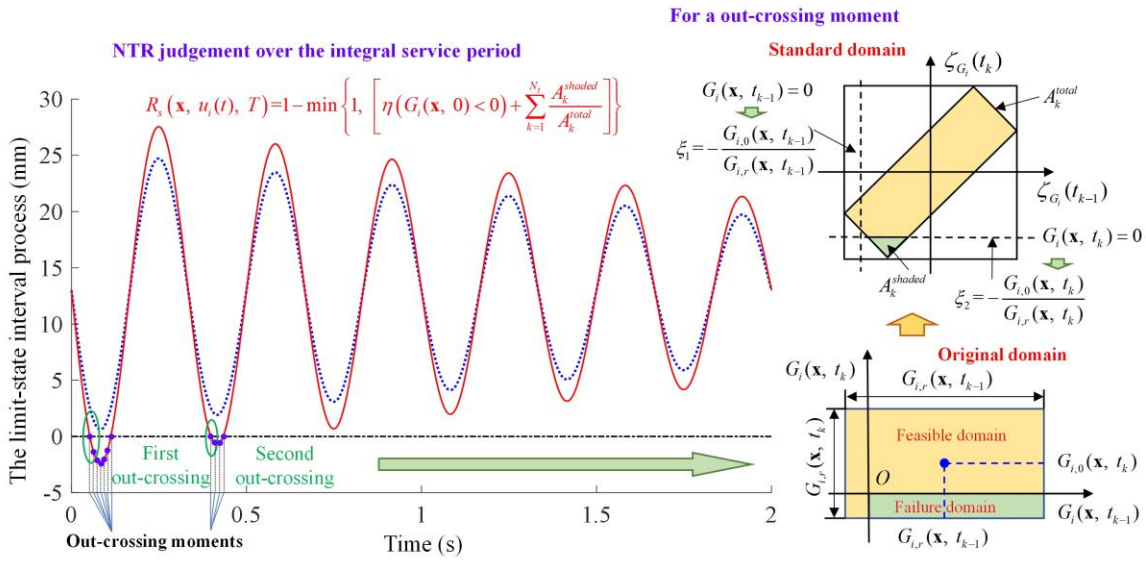 For a out-crossing moment
NTR judgement over the integral service period
Standard domain
R_s(x, u_i(t), T)=1−min{1, [η(G_i(x, 0)<0)+∑_{k=1}^{N_t} A_k^{shaded}/A_k^{total}]}
ζ_{G_i}(t_k)
A_k^{total}
G_i(x, t_{k-1})=0
ξ_1=−G_{i,0}(x, t_{k-1})/G_{i,r}(x, t_{k-1})
ζ_{G_i}(t_{k-1})
G_i(x, t_k)=0
A_k^{shaded}
ξ_2=−G_{i,0}(x, t_k)/G_{i,r}(x, t_k)
The limit-state interval process (mm)
30
25
20
15
10
5
0
-5
First
out-crossing
Second
out-crossing
0
0.5
1
1.5
2
Out-crossing moments
Time (s)
Original domain
G_i(x, t_k)
G_{i,r}(x, t_{k-1})
G_{i,r}(x, t_k)
Feasible domain
G_{i,0}(x, t_k)
O
Failure domain
G_i(x, t_{k-1})
G_{i,r}(x, t_{k-1})